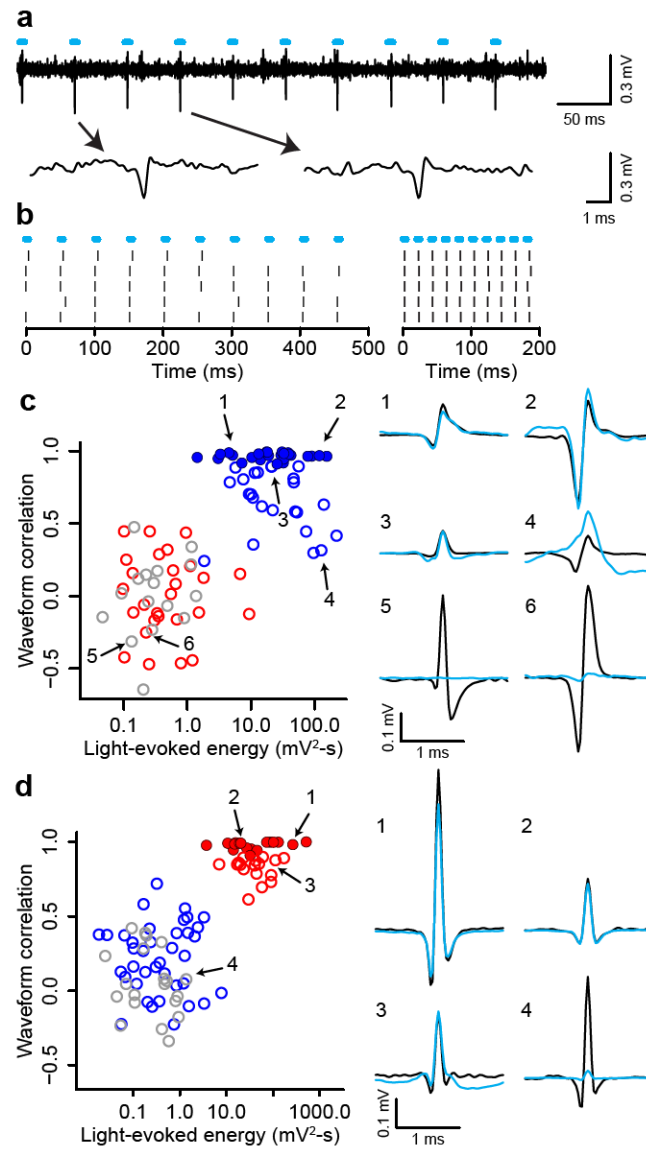 a
0.3 mV
50 ms
0.3 mV
1 ms
b
0 100 200 300 400 500
Time (ms)
0 100 200
Time (ms)
c
1 2
3
4
5 6
1.0
0.5
0.0
−0.5
Waveform correlation
0.1 1.0 10.0 100.0
Light-evoked energy (mV²-s)
1 2
3 4
5 6
0.1 mV
1 ms
d
2 1
3
4
1.0
0.5
0.0
−0.5
Waveform correlation
0.1 1.0 10.0 1000.0
Light-evoked energy (mV²-s)
1 2
3 4
0.1 mV
1 ms